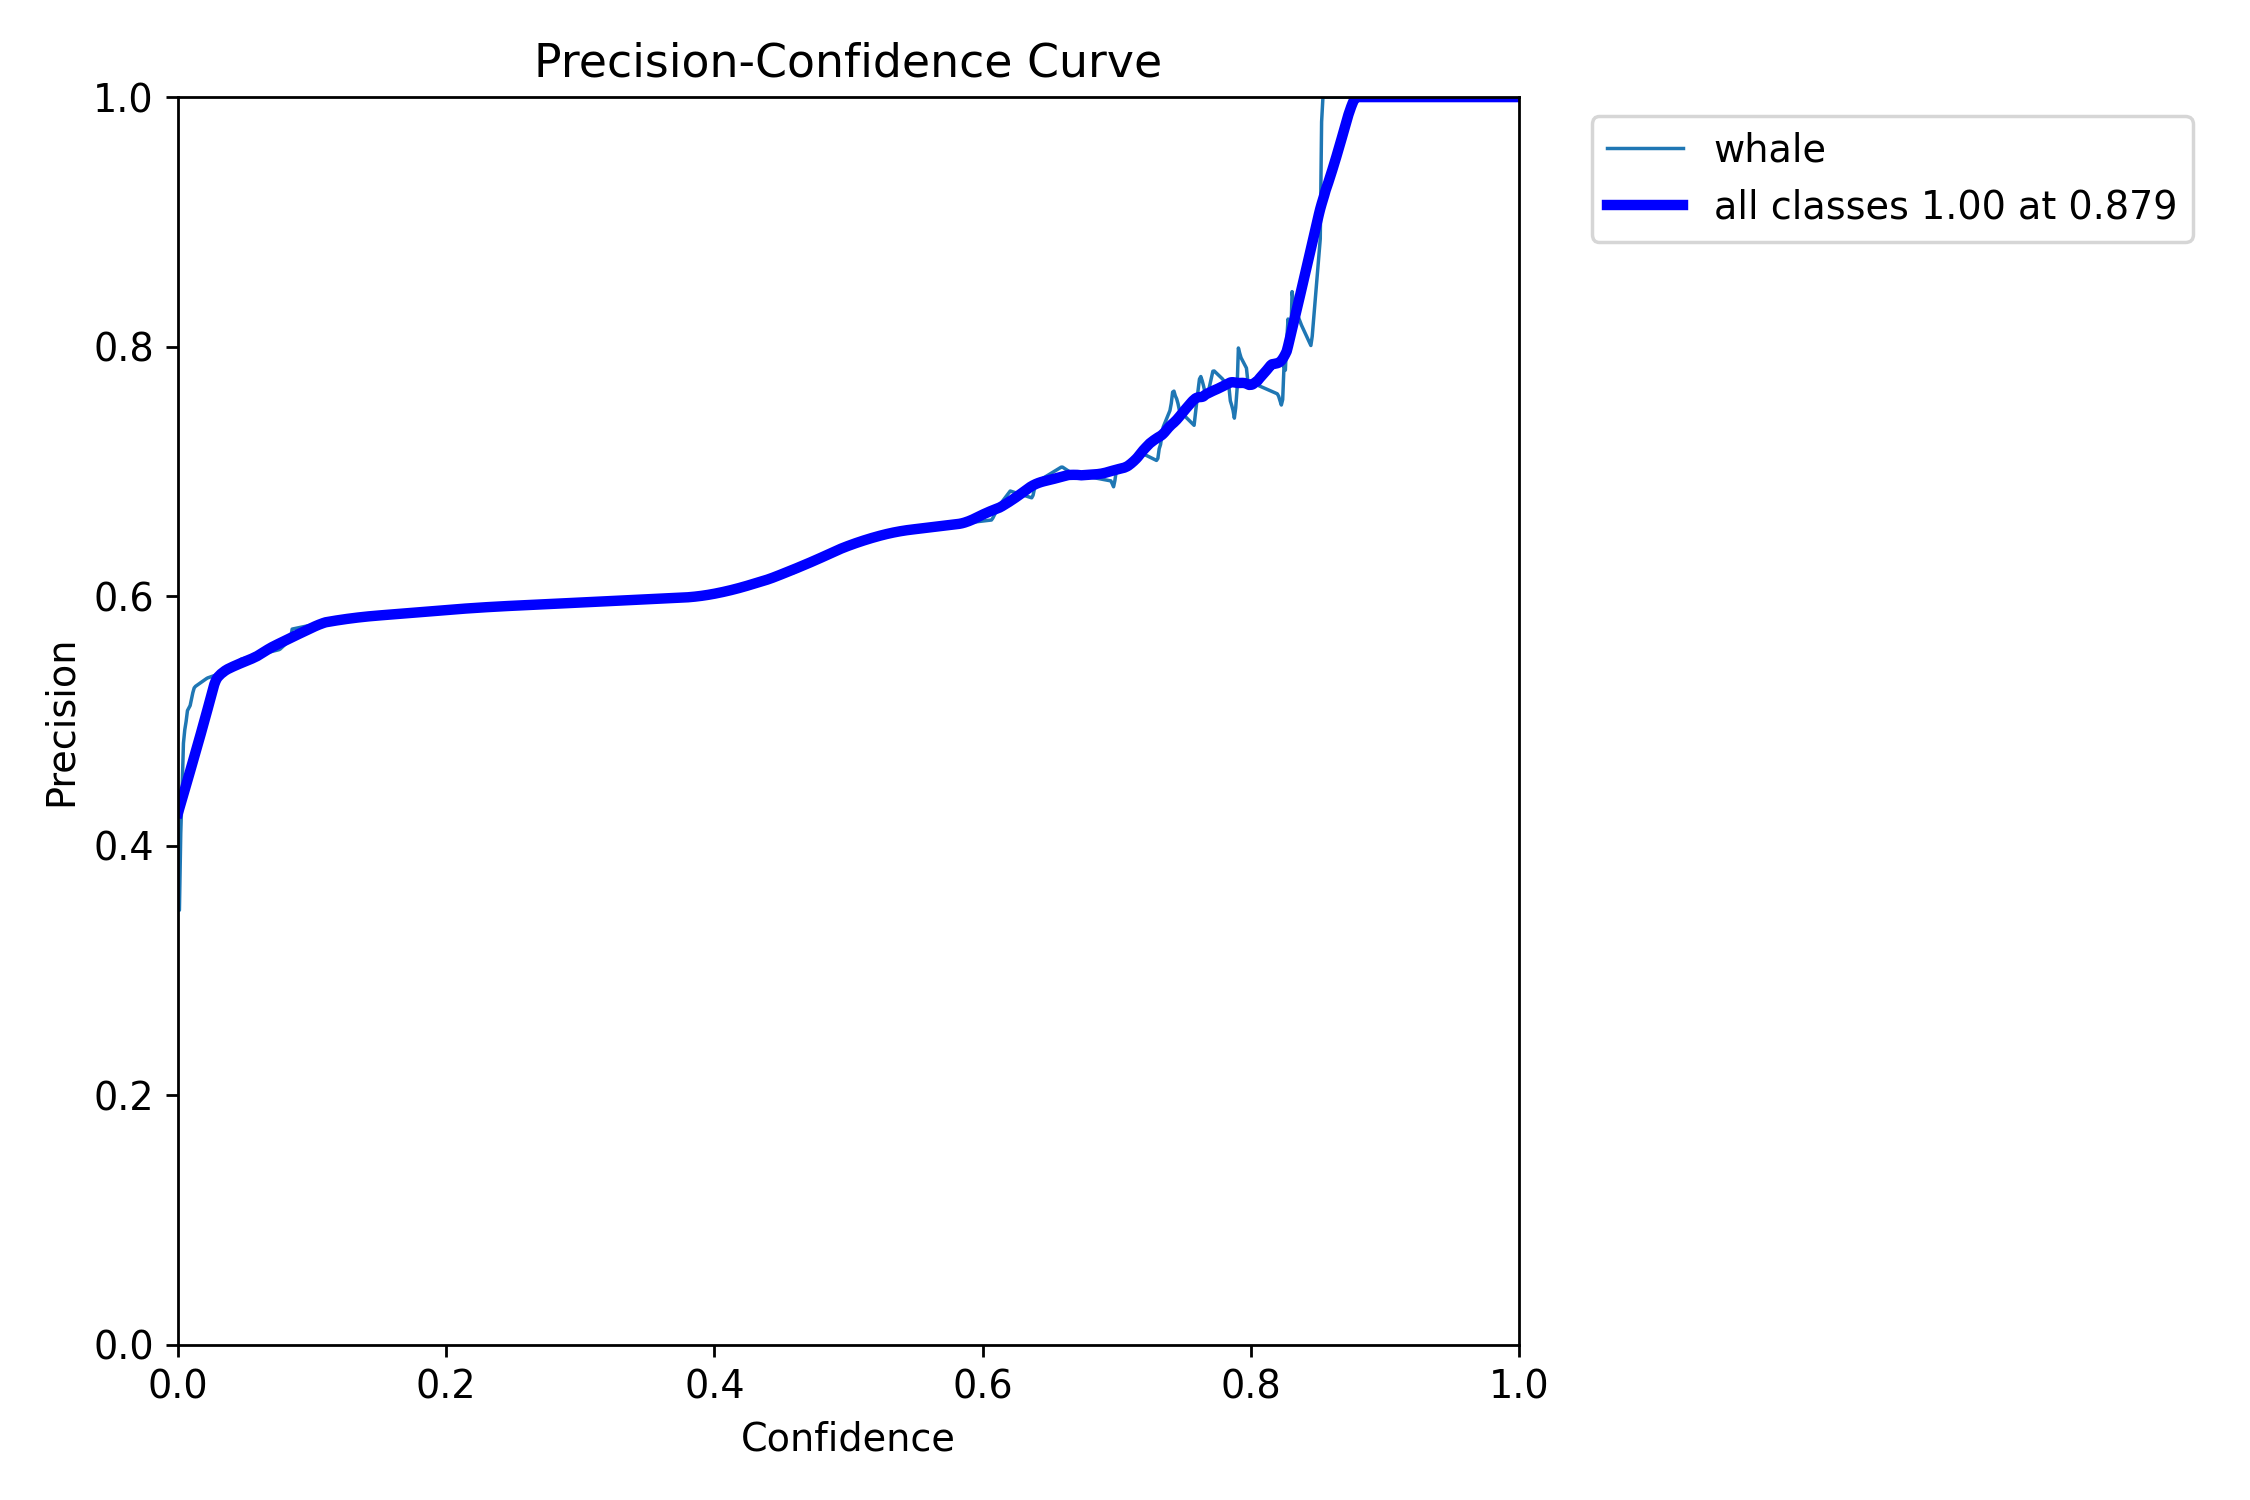 Precision-Confidence Curve
1.0
0.8
0.6
0.4
0.2
0.0
Precision
0.0 0.2 0.4 0.6 0.8 1.0
Confidence
whale
all classes 1.00 at 0.879